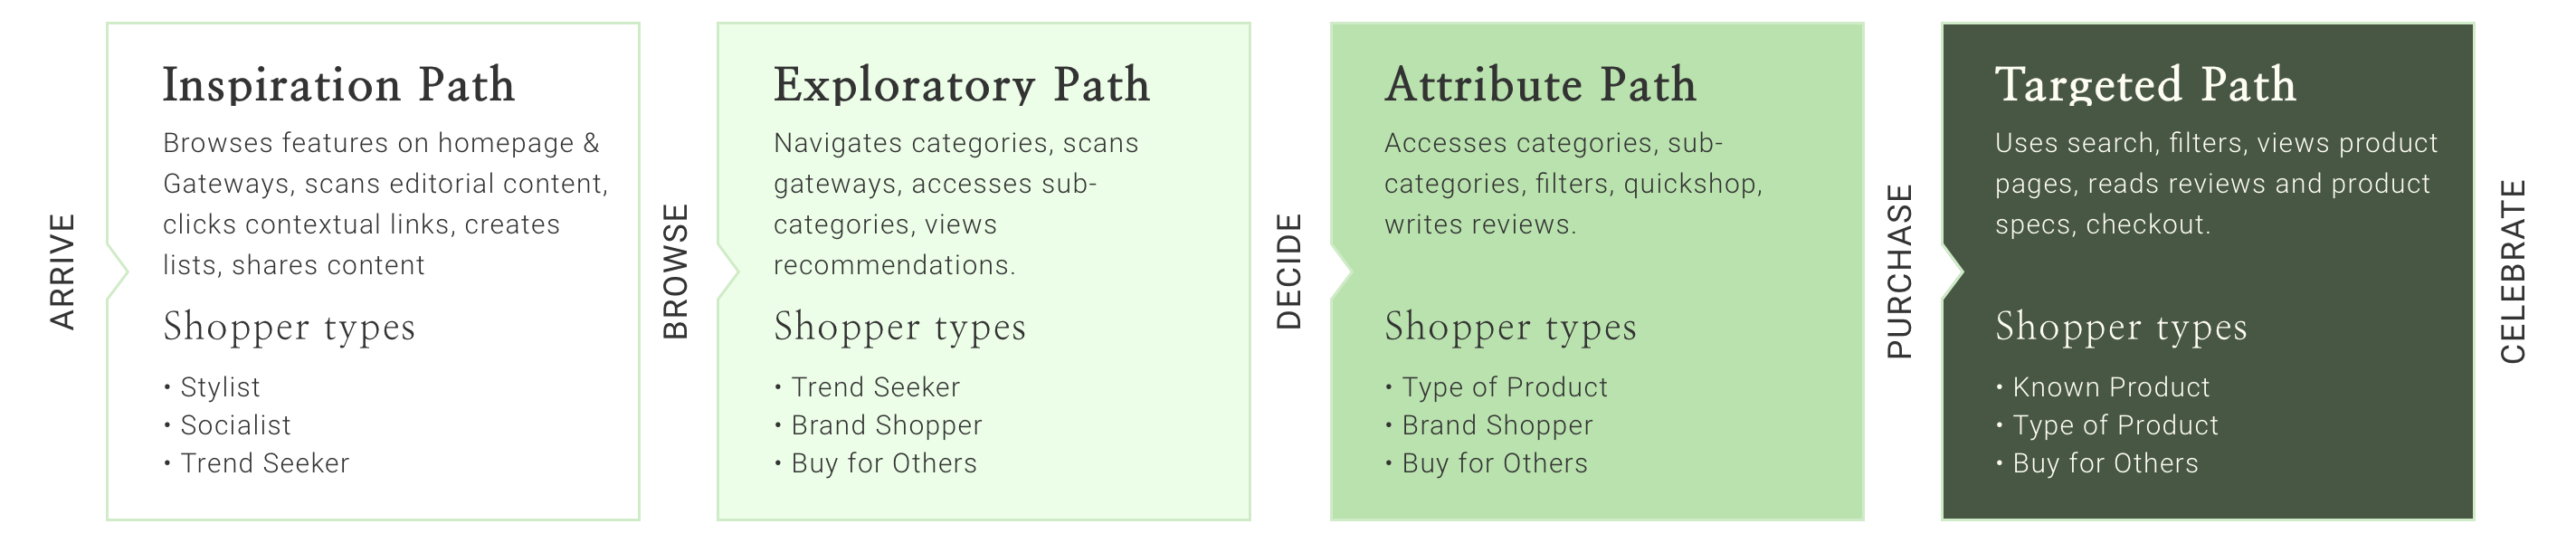 ARRIVE
Inspiration Path
Browses features on homepage &
Gateways, scans editorial content,
clicks contextual links, creates
lists, shares content
Shopper types
• Stylist
• Socialist
• Trend Seeker
BROWSE
Exploratory Path
Navigates categories, scans
gateways, accesses sub-
categories, views
recommendations.
Shopper types
• Trend Seeker
• Brand Shopper
• Buy for Others
DECIDE
Attribute Path
Accesses categories, sub-
categories, filters, quickshop,
writes reviews.
Shopper types
• Type of Product
• Brand Shopper
• Buy for Others
PURCHASE
Targeted Path
Uses search, filters, views product
pages, reads reviews and product
specs, checkout.
Shopper types
• Known Product
• Type of Product
• Buy for Others
CELEBRATE